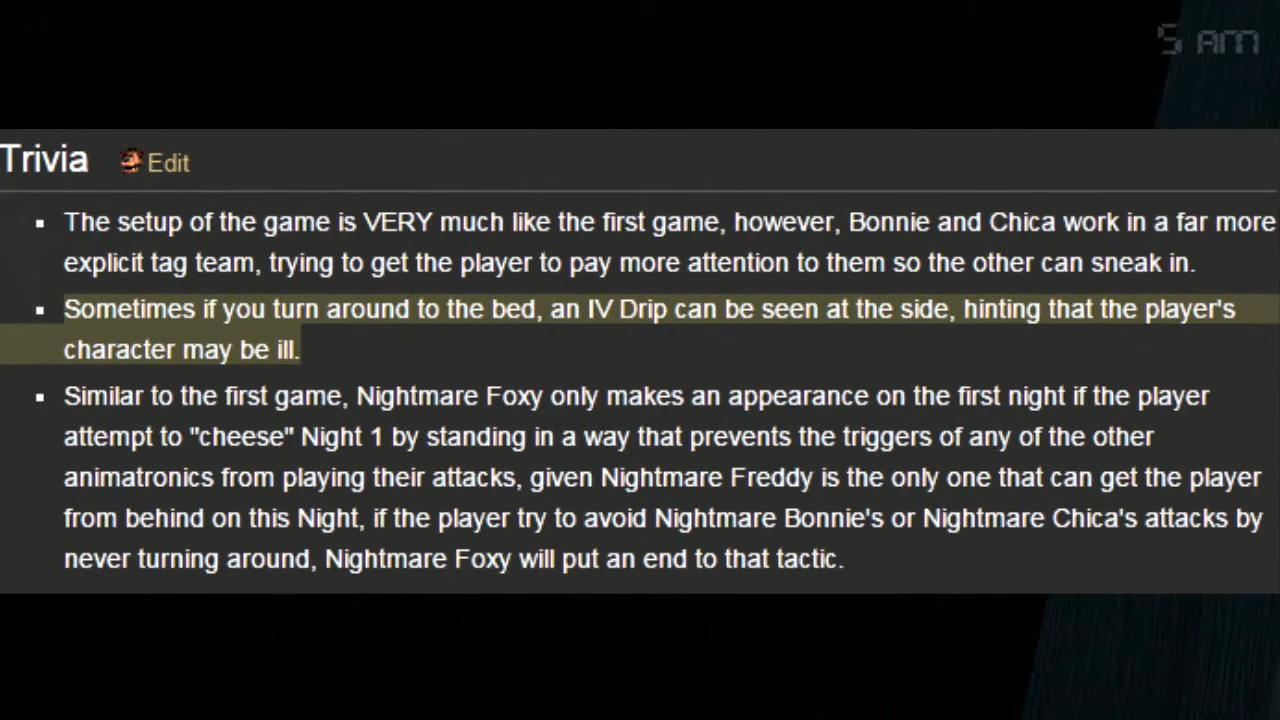 5 AM
Trivia Edit
The setup of the game is VERY much like the first game, however, Bonnie and Chica work in a far more
explicit tag team, trying to get the player to pay more attention to them so the other can sneak in.
Sometimes if you turn around to the bed, an IV Drip can be seen at the side, hinting that the player's
character may be ill.
Similar to the first game, Nightmare Foxy only makes an appearance on the first night if the player
attempt to "cheese" Night 1 by standing in a way that prevents the triggers of any of the other
animatronics from playing their attacks, given Nightmare Freddy is the only one that can get the player
from behind on this Night, if the player try to avoid Nightmare Bonnie's or Nightmare Chica's attacks by
never turning around, Nightmare Foxy will put an end to that tactic.